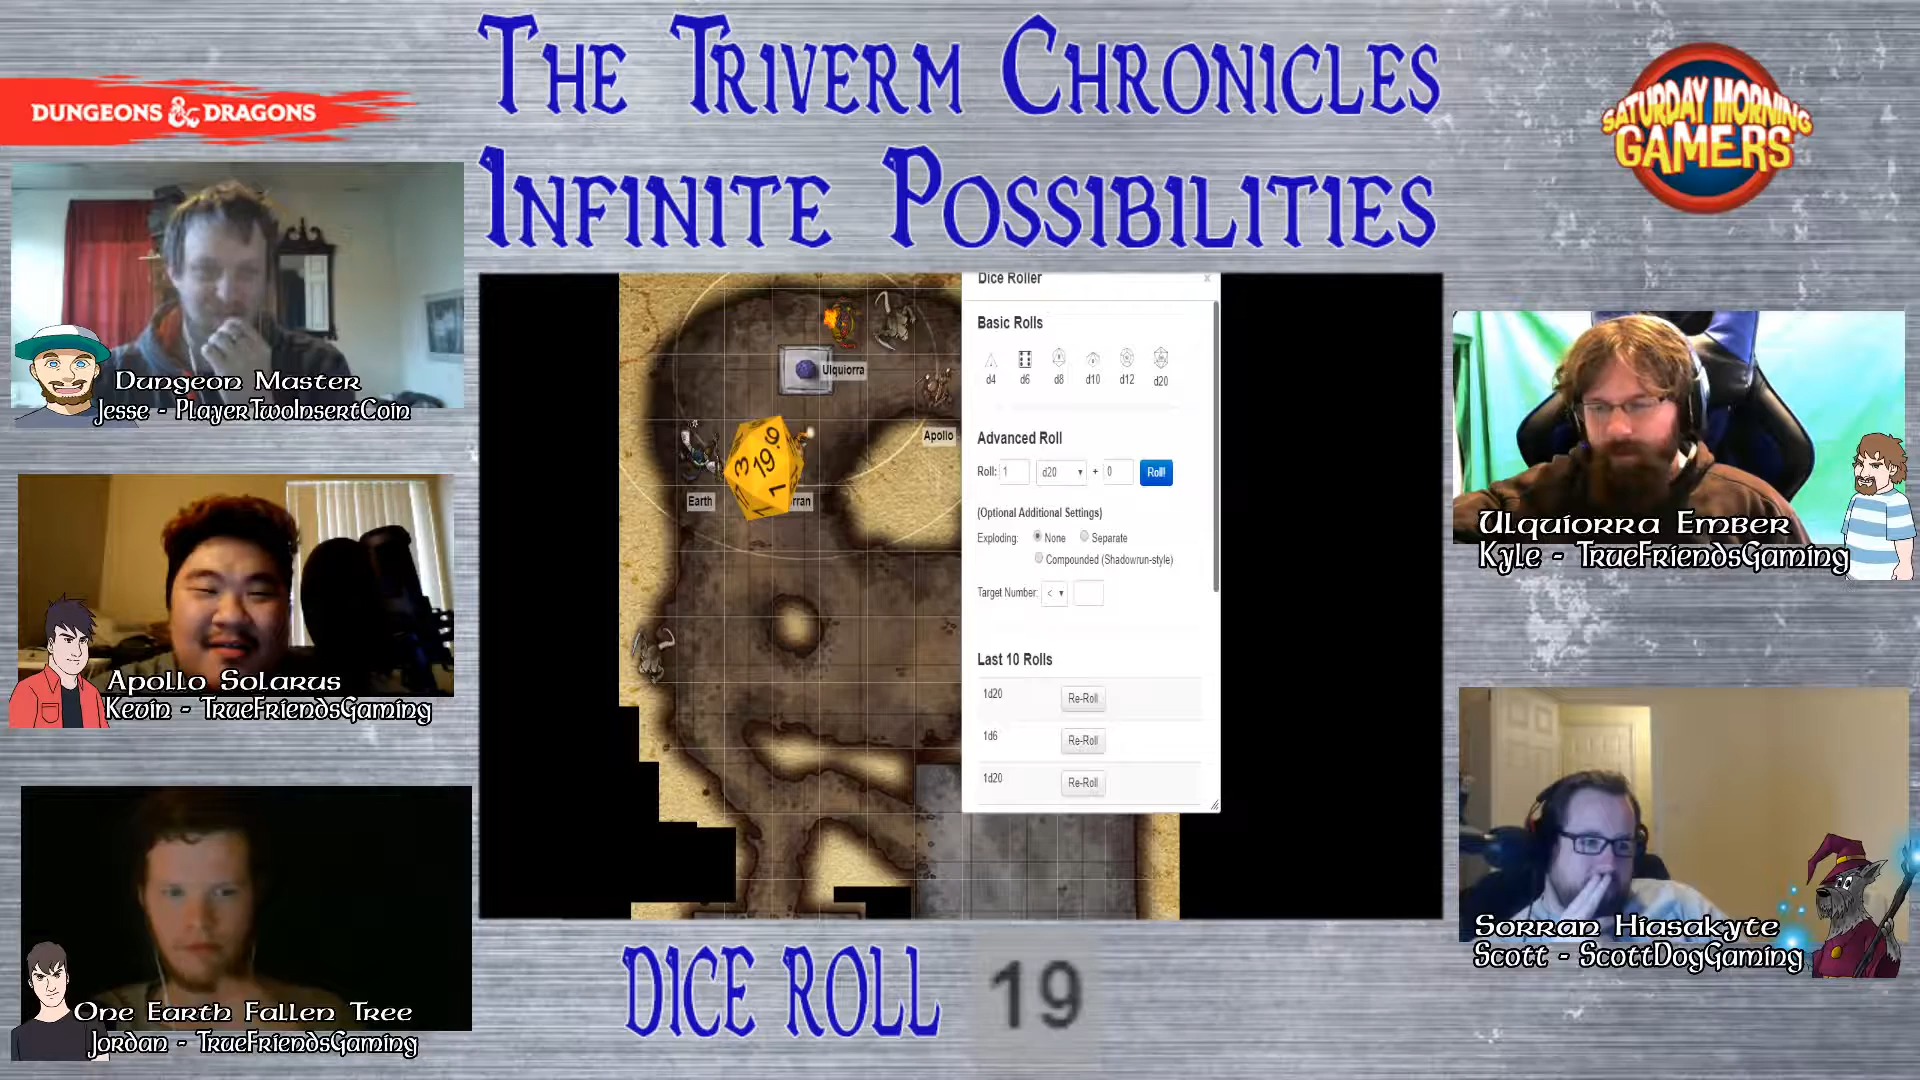 THE TRIVERM CHRONICLES
INFINITE POSSIBILITIES
DUNGEONS & DRAGONS
SATURDAY MORNING
GAMERS
Dungeon Master
Jesse - PlayerTwoInsertCoin
Apollo Solarus
Kevin - TrueFriendsGaming
One Earth Fallen Tree
Jordan - TrueFriendsGaming
Ulquiorra
Apollo
Earth
rran
19.
9
3
1
Dice Roller
x
Basic Rolls
d4 d6 d8 d10 d12 d20
Advanced Roll
Roll: 1 d20 + 0 Roll!
(Optional Additional Settings)
Exploding: None Separate
Compounded (Shadowrun-style)
Target Number: <
Last 10 Rolls
1d20 Re-Roll
1d6 Re-Roll
1d20 Re-Roll
Ulquiorra Ember
Kyle - TrueFriendsGaming
Sorran Hiasakyte
Scott - ScottDogGaming
DICE ROLL 19